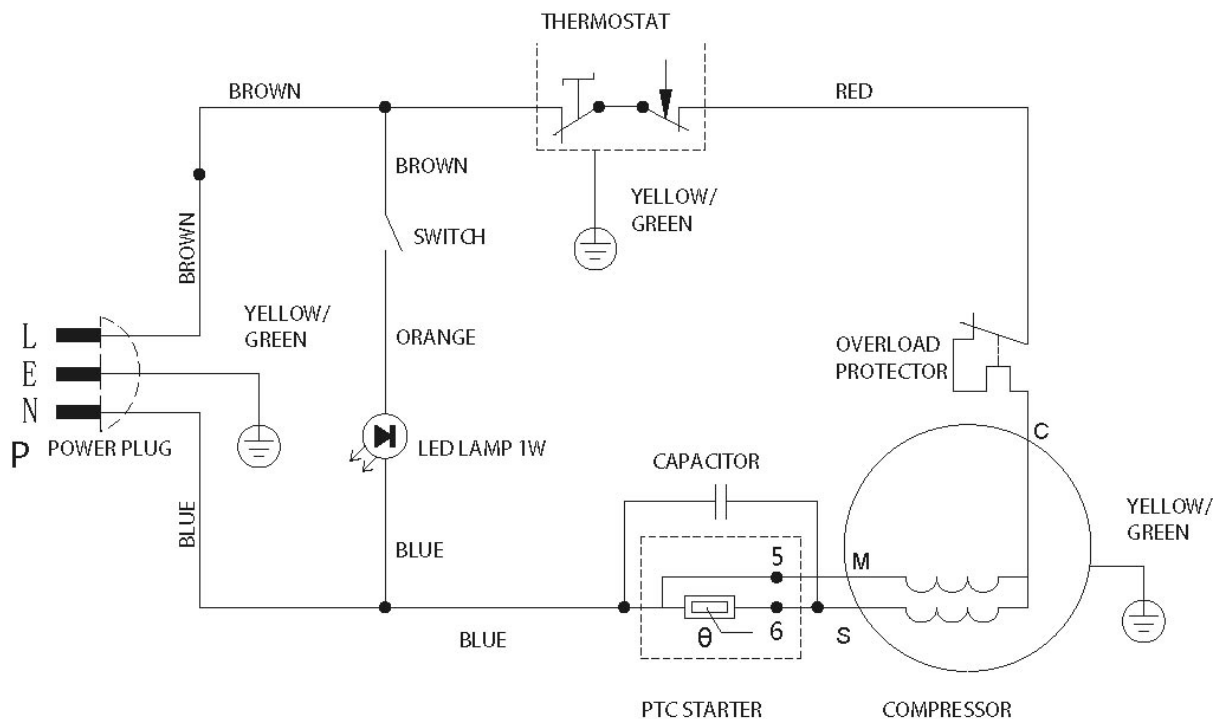 THERMOSTAT
BROWN
RED
BROWN
YELLOW/
GREEN
BROWN
SWITCH
YELLOW/
GREEN
L
ORANGE
OVERLOAD
PROTECTOR
E
N
P
POWER PLUG
LED LAMP 1W
C
CAPACITOR
YELLOW/
GREEN
BLUE
BLUE
5
M
BLUE
θ
6
S
PTC STARTER
COMPRESSOR